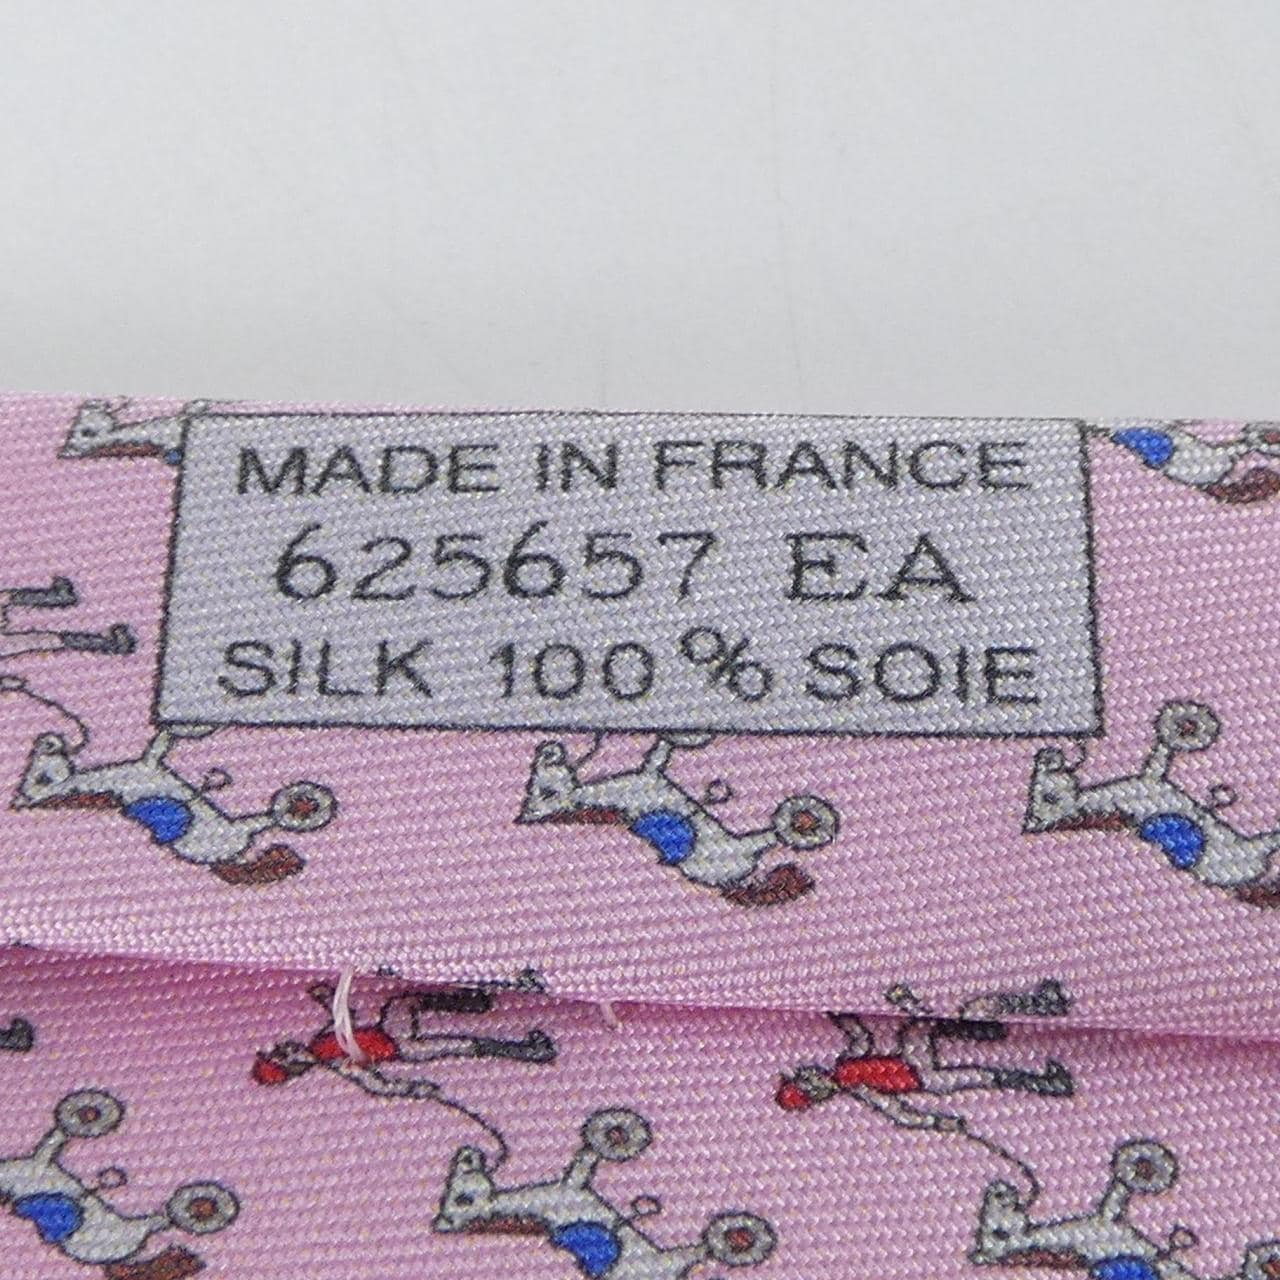 MADE IN FRANCE
625657 EA
SILK 100% SOIE